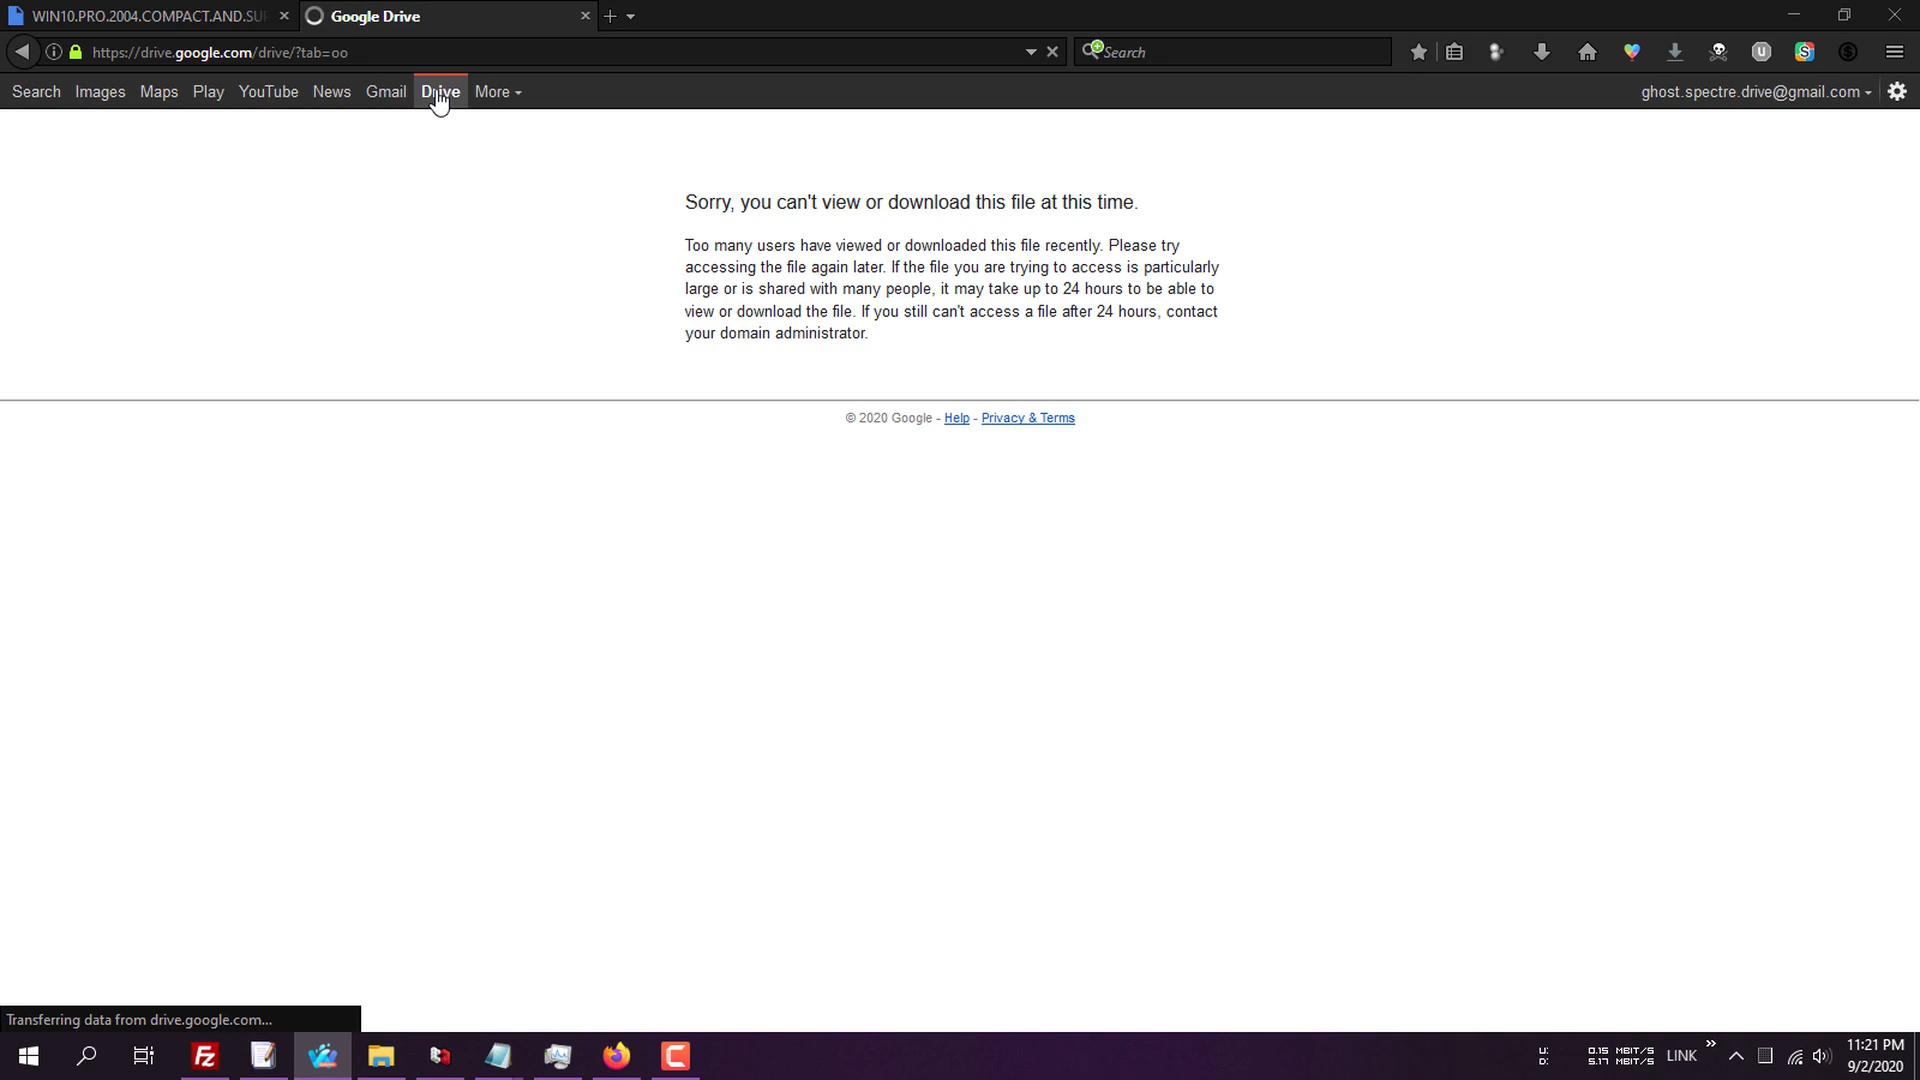 WIN10.PRO.2004.COMPACT.AND.SU
Google Drive
https://drive.google.com/drive/?tab=oo
Search
Search Images Maps Play YouTube News Gmail Drive More
ghost.spectre.drive@gmail.com
Sorry, you can't view or download this file at this time.
Too many users have viewed or downloaded this file recently. Please try
accessing the file again later. If the file you are trying to access is particularly
large or is shared with many people, it may take up to 24 hours to be able to
view or download the file. If you still can't access a file after 24 hours, contact
your domain administrator.
© 2020 Google - Help - Privacy & Terms
Transferring data from drive.google.com...
U: 0.15 MBIT/S
D: 5.17 MBIT/S
LINK
11:21 PM
9/2/2020